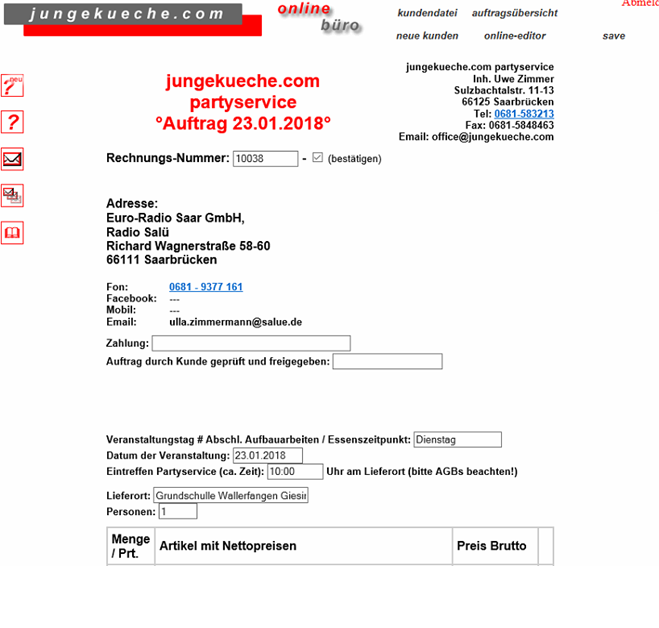 jungekueche.com
online
büro
kundendatei auftragsübersicht
neue kunden online-editor save
jungekueche.com
partyservice
°Auftrag 23.01.2018°
jungekueche.com partyservice
Inh. Uwe Zimmer
Sulzbachtalstr. 11-13
66125 Saarbrücken
Tel: 0681-583213
Fax: 0681-5848463
Email: office@jungekueche.com
neu
?
?
Rechnungs-Nummer: 10038 - (bestätigen)
Adresse:
Euro-Radio Saar GmbH,
Radio Salü
Richard Wagnerstraße 58-60
66111 Saarbrücken
Fon: 0681 - 9377 161
Facebook: ---
Mobil: ---
Email: ulla.zimmermann@salue.de
Zahlung:
Auftrag durch Kunde geprüft und freigegeben:
Veranstaltungstag # Abschl. Aufbauarbeiten / Essenszeitpunkt: Dienstag
Datum der Veranstaltung: 23.01.2018
Eintreffen Partyservice (ca. Zeit): 10:00 Uhr am Lieferort (bitte AGBs beachten!)
Lieferort: Grundschulle Wallerfangen
Personen: 1
Menge / Prt. Artikel mit Nettopreisen Preis Brutto